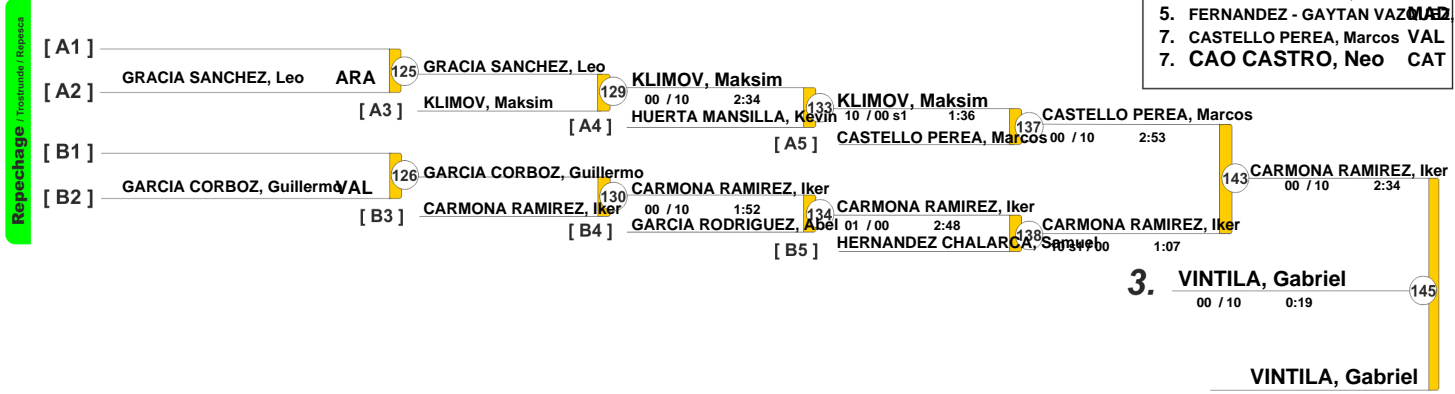 5. FERNANDEZ - GAYTAN VAZQUEZ, MAD
7. CASTELLO PEREA, Marcos VAL
7. CAO CASTRO, Neo CAT
Repechage / Trostrunde / Repesca
[ A1 ]
GRACIA SANCHEZ, Leo ARA
[ A2 ]
125
GRACIA SANCHEZ, Leo
KLIMOV, Maksim
[ A3 ]
129
KLIMOV, Maksim
00 / 10 2:34
HUERTA MANSILLA, Kevin
[ A4 ]
133
KLIMOV, Maksim
10 / 00 s1 1:36
CASTELLO PEREA, Marcos
[ A5 ]
137
CASTELLO PEREA, Marcos
00 / 10 2:53
[ B1 ]
GARCIA CORBOZ, Guillermo VAL
[ B2 ]
126
GARCIA CORBOZ, Guillermo
CARMONA RAMIREZ, Iker
[ B3 ]
130
CARMONA RAMIREZ, Iker
00 / 10 1:52
GARCIA RODRIGUEZ, Abel
[ B4 ]
134
CARMONA RAMIREZ, Iker
01 / 00 2:48
HERNANDEZ CHALARCA, Samuel
[ B5 ]
138
CARMONA RAMIREZ, Iker
10 s1 / 00 1:07
143
CARMONA RAMIREZ, Iker
00 / 10 2:34
3. VINTILA, Gabriel
00 / 10 0:19
145
VINTILA, Gabriel